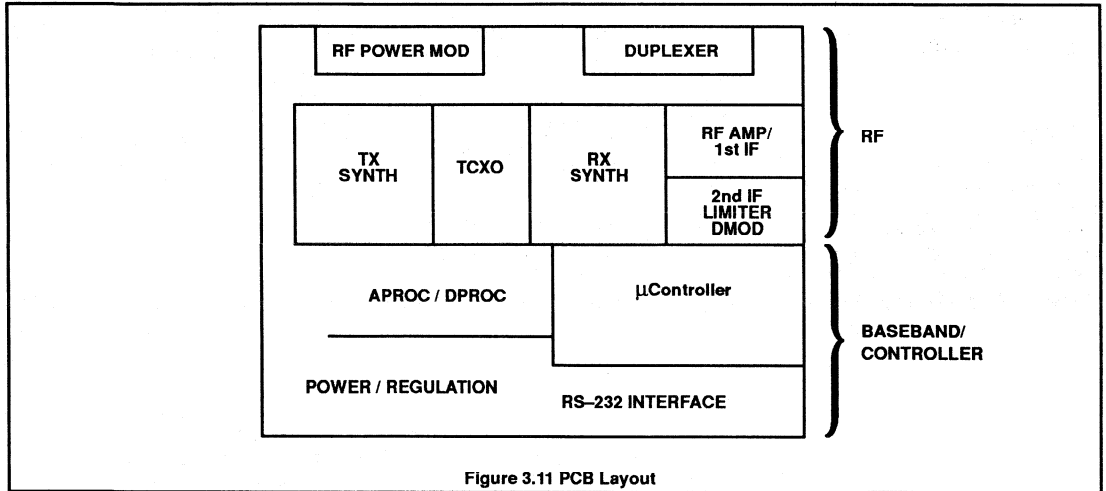 RF POWER MOD
DUPLEXER
TX
SYNTH
TCXO
RX
SYNTH
RF AMP/
1st IF
2nd IF
LIMITER
DMOD
RF
APROC / DPROC
μController
BASEBAND/
CONTROLLER
POWER / REGULATION
RS–232 INTERFACE
Figure 3.11 PCB Layout